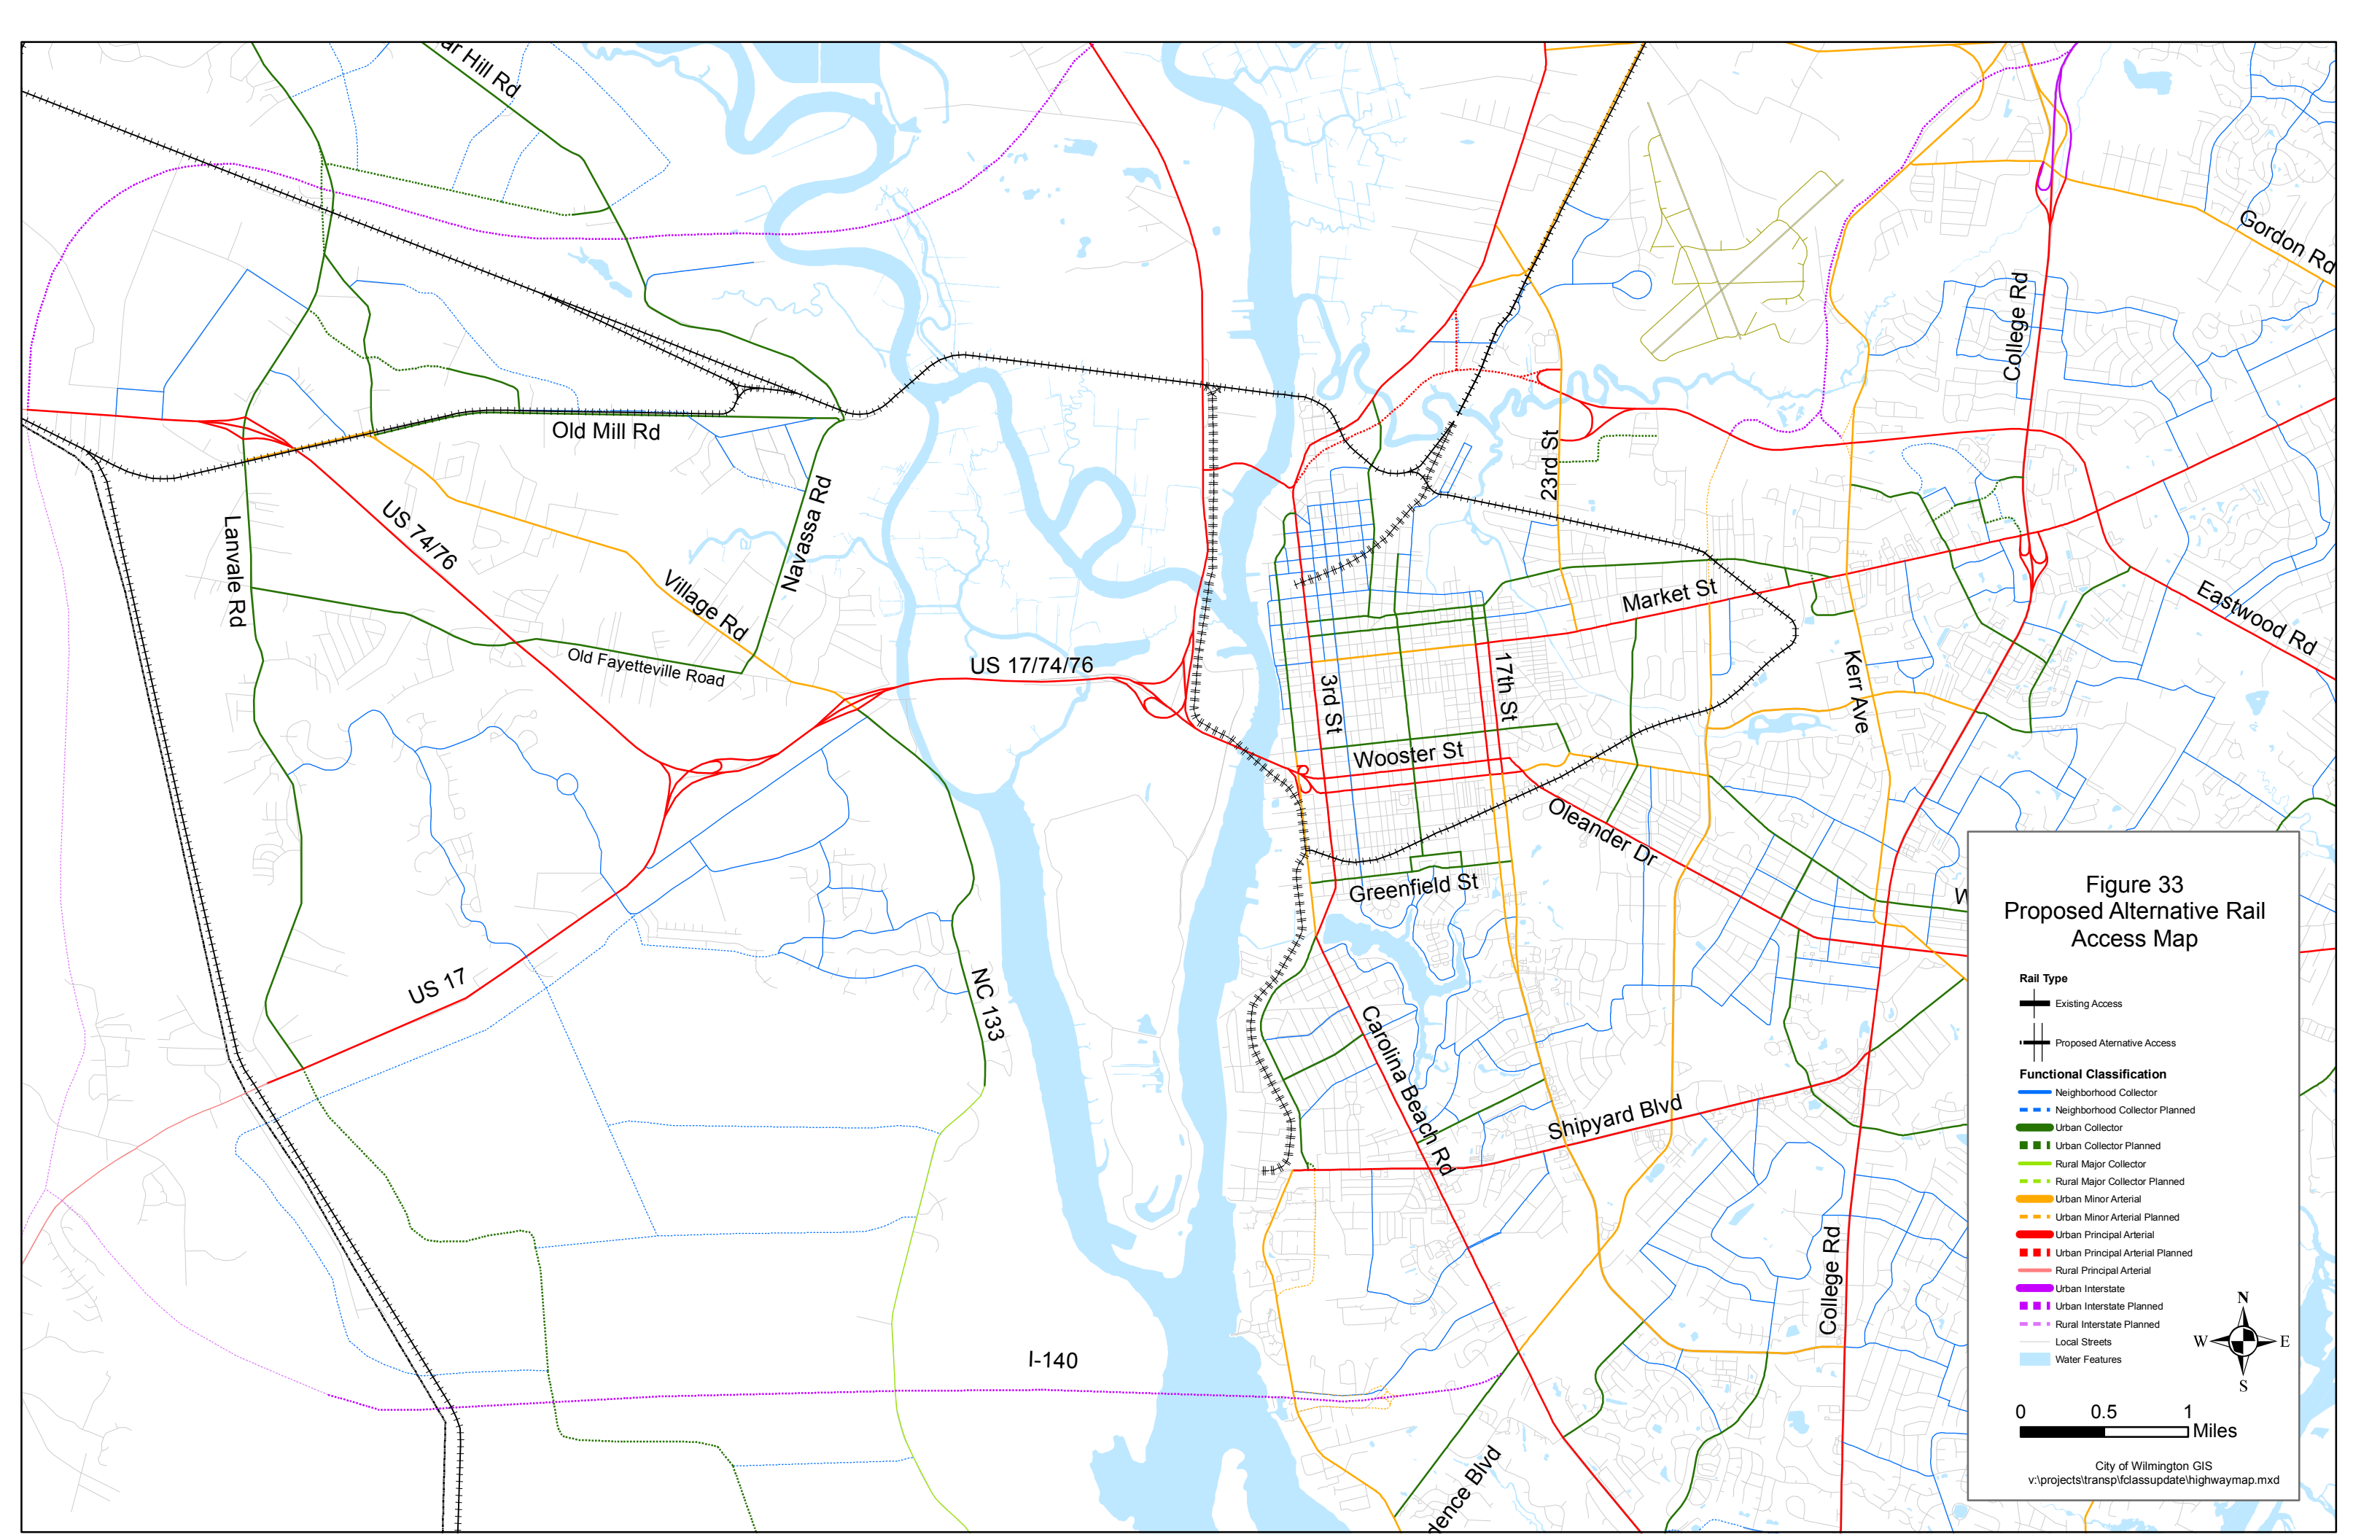 ar Hill Rd
Gordon Rd
College Rd
Old Mill Rd
23rd St
Navassa Rd
US 74/76
Lanvale Rd
Village Rd
Market St
Eastwood Rd
Old Fayetteville Road
US 17/74/76
17th St
3rd St
Kerr Ave
Wooster St
Oleander Dr
Greenfield St
W
US 17
NC 133
Carolina Beach Rd
Shipyard Blvd
College Rd
I-140
dence Blvd
Figure 33
Proposed Alternative Rail
Access Map
Rail Type
Existing Access
Proposed Aternative Access
Functional Classification
Neighborhood Collector
Neighborhood Collector Planned
Urban Collector
Urban Collector Planned
Rural Major Collector
Rural Major Collector Planned
Urban Minor Arterial
Urban Minor Arterial Planned
Urban Principal Arterial
Urban Principal Arterial Planned
Rural Principal Arterial
Urban Interstate
Urban Interstate Planned
Rural Interstate Planned
Local Streets
Water Features
N
W E
S
0 0.5 1
Miles
City of Wilmington GIS
v:\projects\transp\fclassupdate\highwaymap.mxd